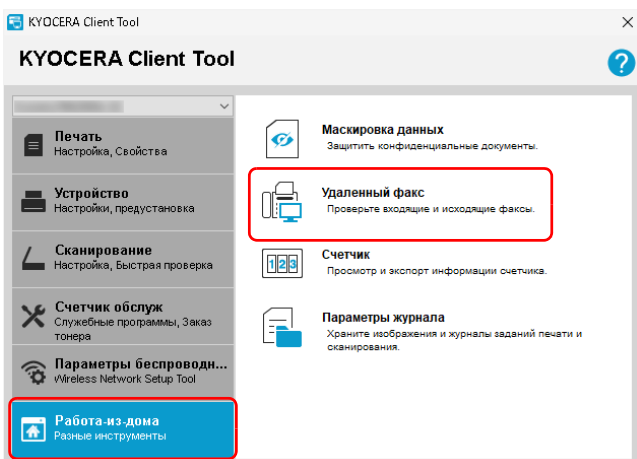 KYOCERA Client Tool
KYOCERA Client Tool
?
Печать
Настройка, Свойства
Устройство
Настройки, предустановка
Сканирование
Настройка, Быстрая проверка
Счетчик обслуж
Служебные программы, Заказ
тонера
Параметры беспроводн...
Wireless Network Setup Tool
Работа-из-дома
Разные инструменты
Маскировка данных
Защитить конфиденциальные документы.
Удаленный факс
Проверьте входящие и исходящие факсы.
123
Счетчик
Просмотр и экспорт информации счетчика.
Параметры журнала
Храните изображения и журналы заданий печати и
сканирования.